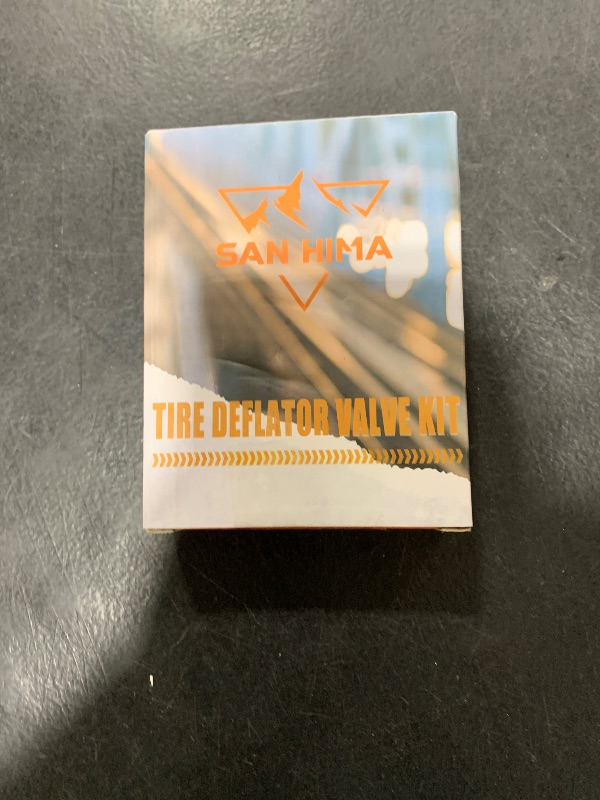 SAN HIMA
TIRE DEFLATOR VALVE KIT